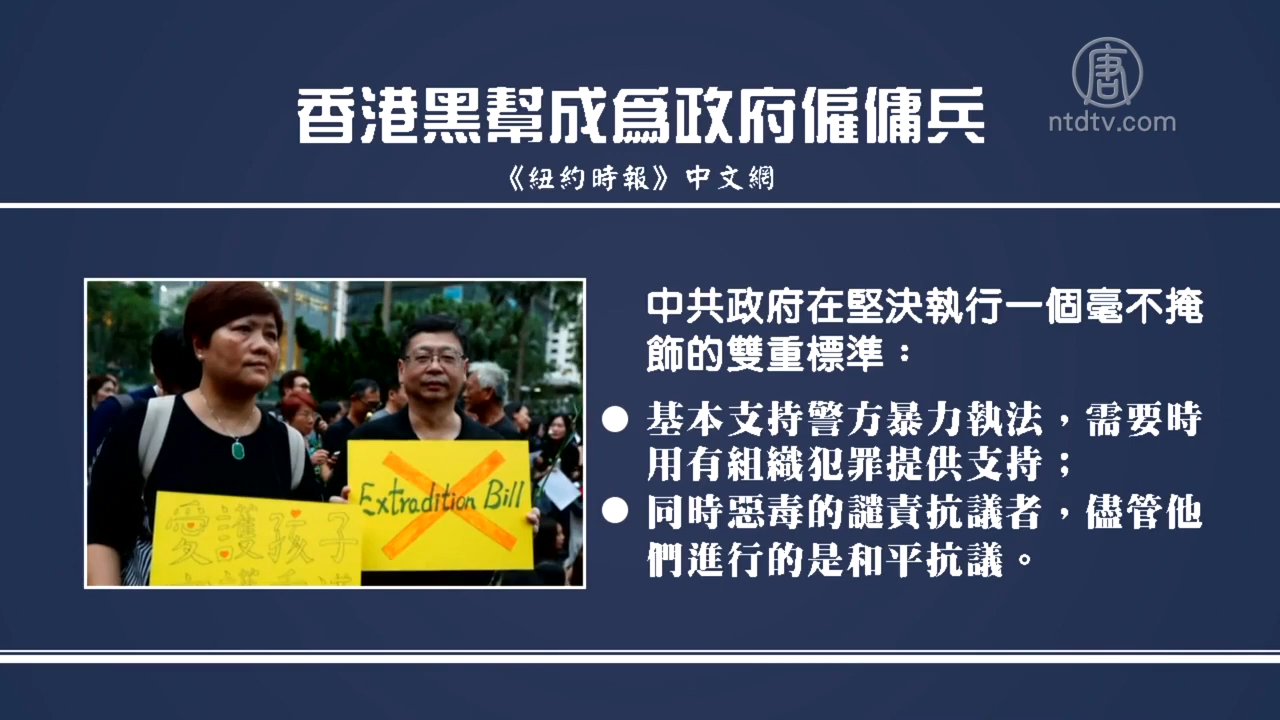 唐
ntdtv.com
香港黑幫成爲政府僱傭兵
《紐約時報》中文網
中共政府在堅決執行一個毫不掩
飾的雙重標準：
Extradition Bill
愛護孩子
● 基本支持警方暴力執法，需要時
用有組織犯罪提供支持；
● 同時惡毒的譴責抗議者，儘管他
們進行的是和平抗議。